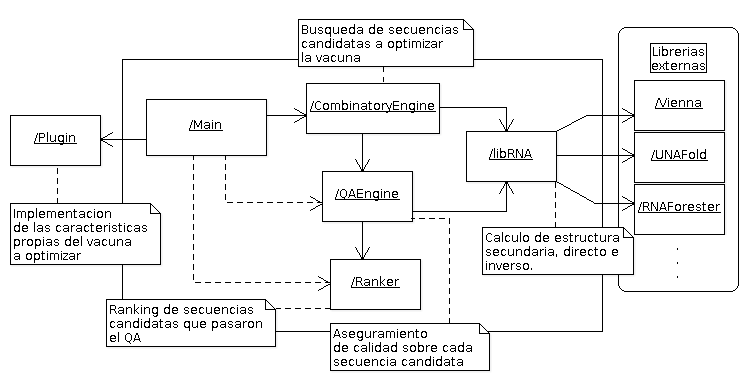 Busqueda de secuencias
candidatas a optimizar
la vacuna
Librerias
externas
/Plugin
/Main
/CombinatoryEngine
/libRNA
/Vienna
/UNAFold
/RNAForester
/QAEngine
/Ranker
Implementacion
de las caracteristicas
propias del vacuna
a optimizar
Calculo de estructura
secundaria, directo e
inverso.
Ranking de secuencias
candidatas que pasaron
el QA
Aseguramiento
de calidad sobre cada
secuencia candidata